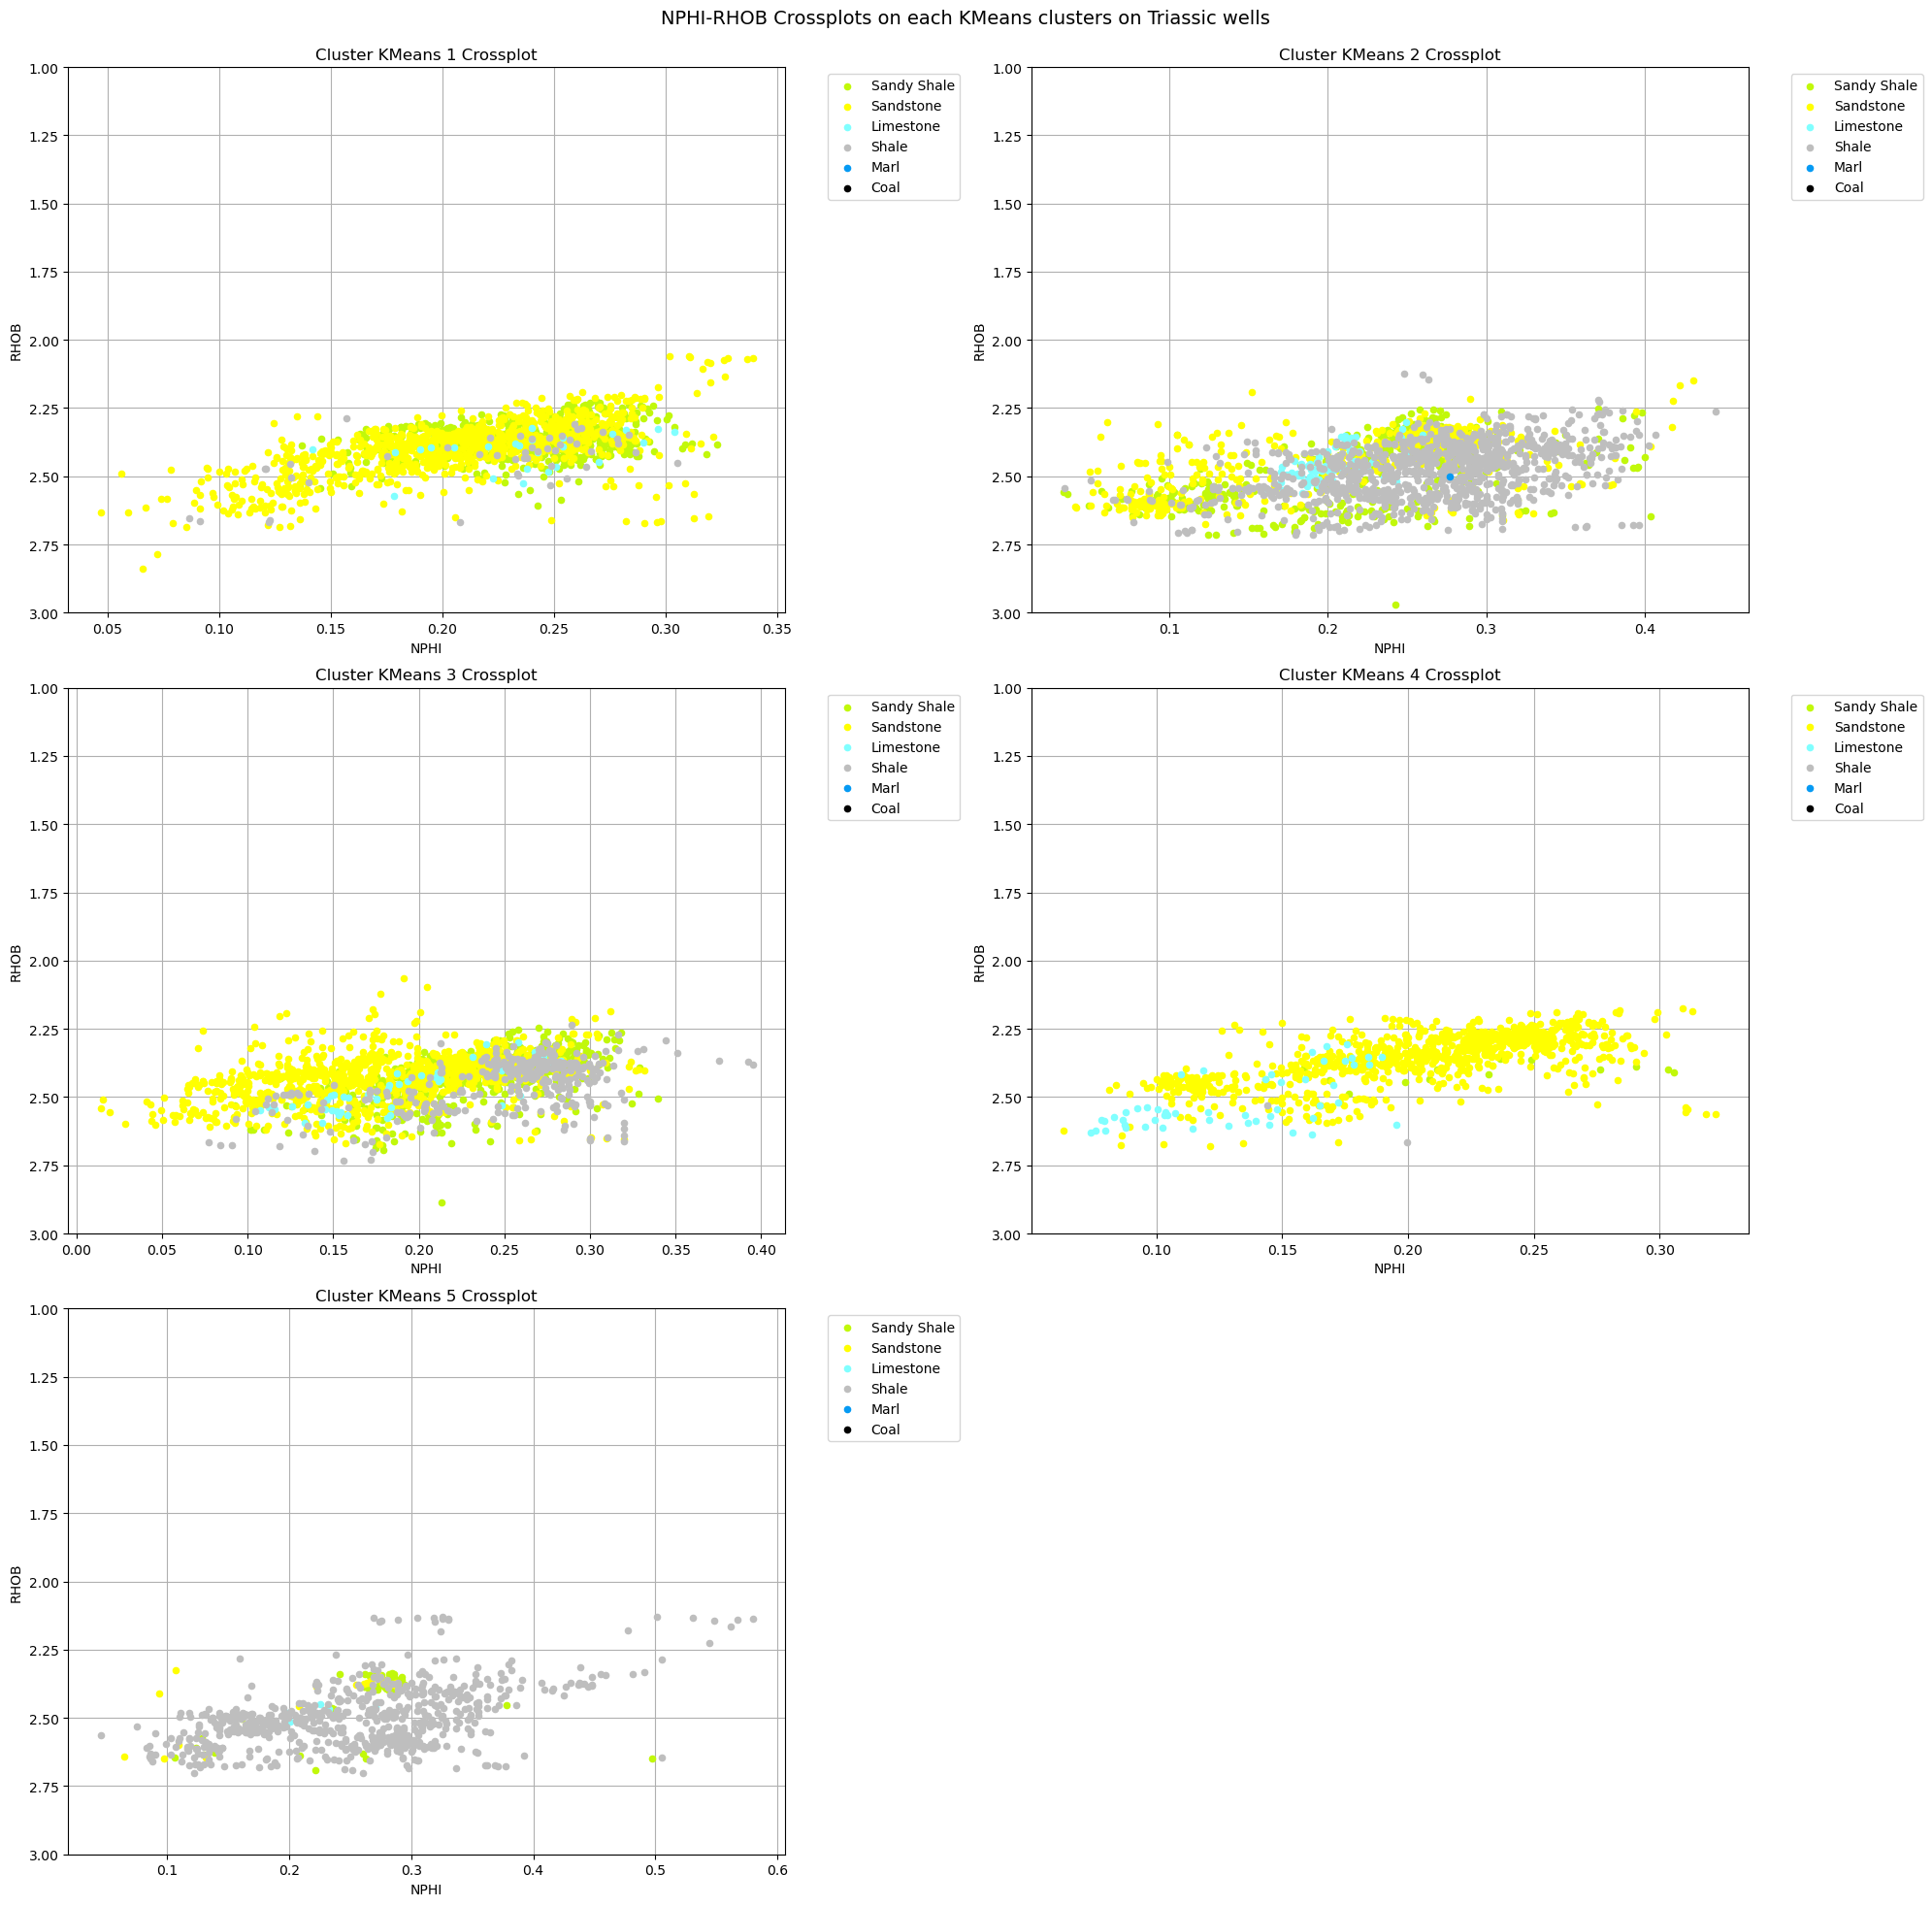 NPHI-RHOB Crossplots on each KMeans clusters on Triassic wells
Cluster KMeans 1 Crossplot
1.00
1.25
1.50
1.75
2.00
2.25
2.50
2.75
3.00
RHOB
0.05 0.10 0.15 0.20 0.25 0.30 0.35
NPHI
Sandy Shale
Sandstone
Limestone
Shale
Marl
Coal
Cluster KMeans 2 Crossplot
1.00
1.25
1.50
1.75
2.00
2.25
2.50
2.75
3.00
RHOB
0.1 0.2 0.3 0.4
NPHI
Sandy Shale
Sandstone
Limestone
Shale
Marl
Coal
Cluster KMeans 3 Crossplot
1.00
1.25
1.50
1.75
2.00
2.25
2.50
2.75
3.00
RHOB
0.00 0.05 0.10 0.15 0.20 0.25 0.30 0.35 0.40
NPHI
Sandy Shale
Sandstone
Limestone
Shale
Marl
Coal
Cluster KMeans 4 Crossplot
1.00
1.25
1.50
1.75
2.00
2.25
2.50
2.75
3.00
RHOB
0.10 0.15 0.20 0.25 0.30
NPHI
Sandy Shale
Sandstone
Limestone
Shale
Marl
Coal
Cluster KMeans 5 Crossplot
1.00
1.25
1.50
1.75
2.00
2.25
2.50
2.75
3.00
RHOB
0.1 0.2 0.3 0.4 0.5 0.6
NPHI
Sandy Shale
Sandstone
Limestone
Shale
Marl
Coal